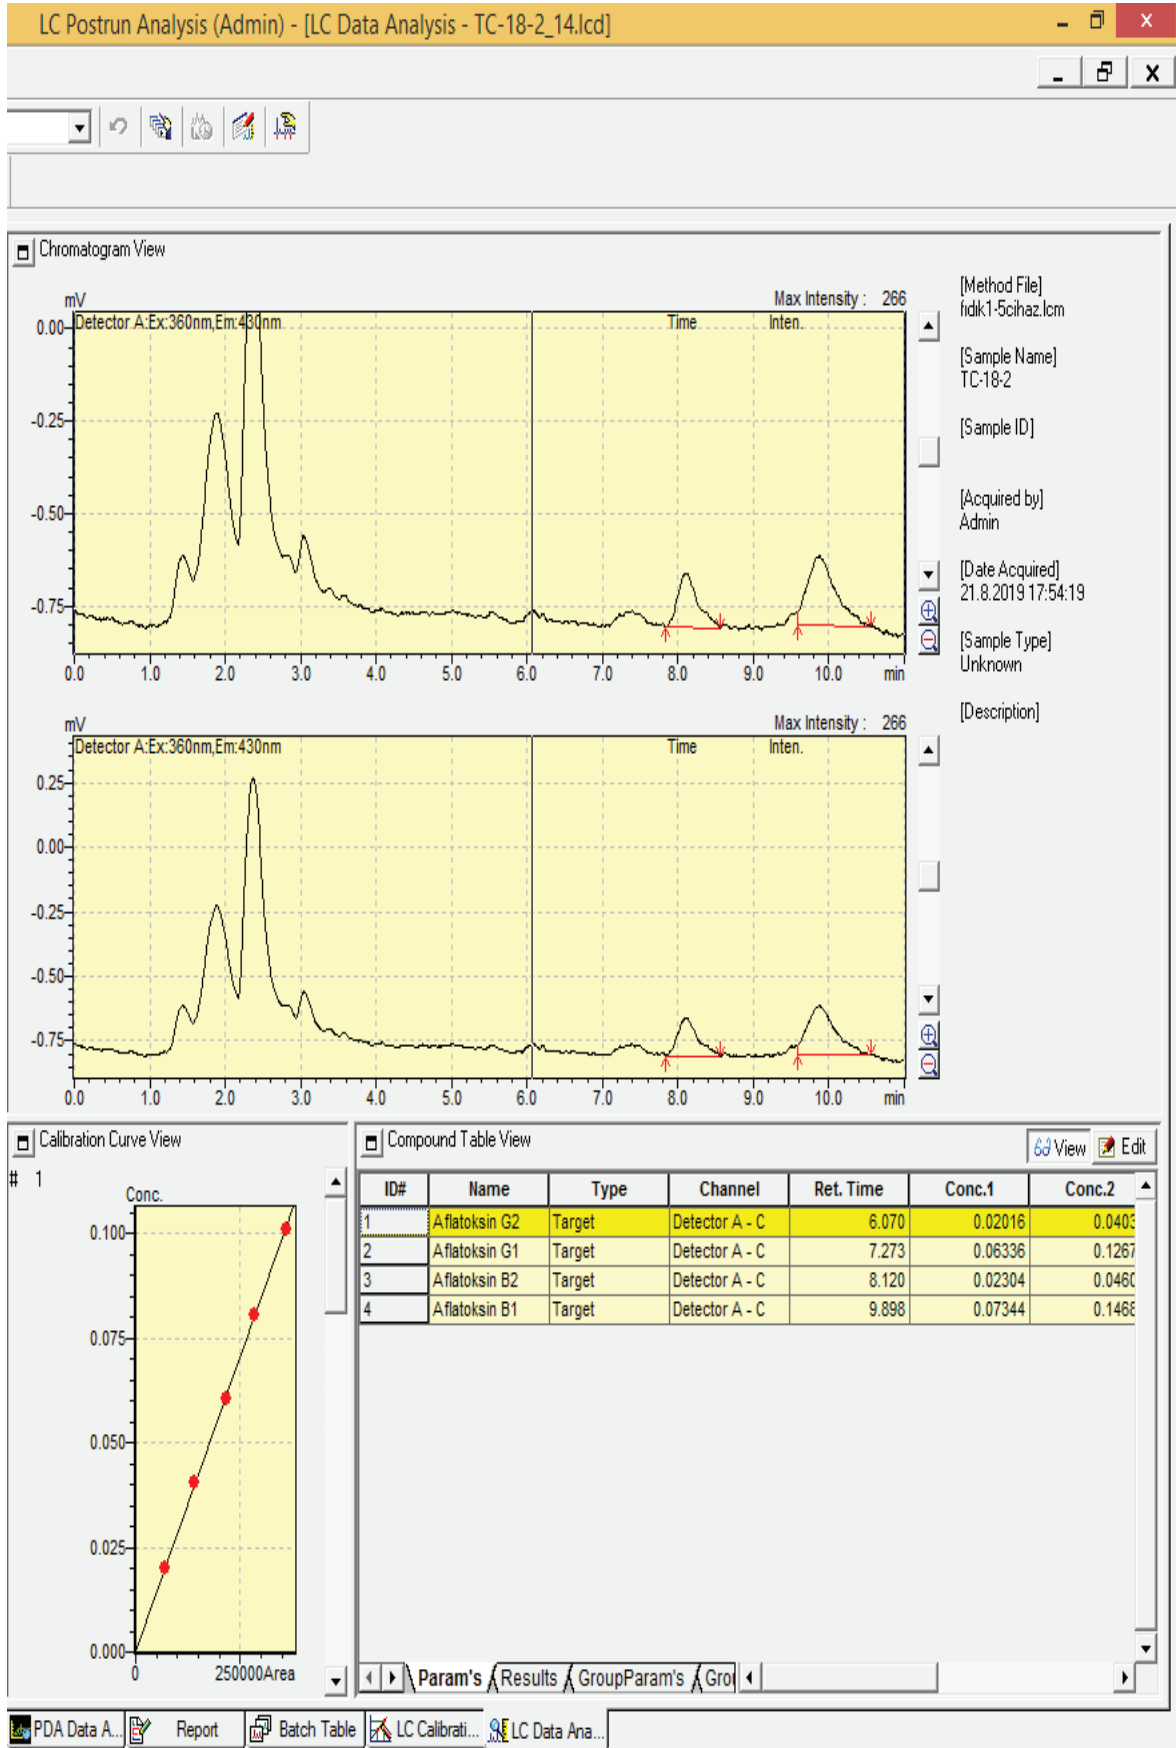 LC Postrun Analysis (Admin) - [LC Data Analysis - TC-18-2_14.lcd]
Chromatogram View
mV
Max Intensity : 266
Detector A:Ex:360nm,Em:430nm
Time Inten.
0.00
-0.25
-0.50
-0.75
0.0 1.0 2.0 3.0 4.0 5.0 6.0 7.0 8.0 9.0 10.0 min
mV
Max Intensity : 266
Detector A:Ex:360nm,Em:430nm
Time Inten.
0.25
0.00
-0.25
-0.50
-0.75
0.0 1.0 2.0 3.0 4.0 5.0 6.0 7.0 8.0 9.0 10.0 min
[Method File]
fidik1-5cihaz.lcm
[Sample Name]
TC-18-2
[Sample ID]
[Acquired by]
Admin
[Date Acquired]
21.8.2019 17:54:19
[Sample Type]
Unknown
[Description]
Calibration Curve View
# 1
Conc.
0.100
0.075
0.050
0.025
0.000
0 250000Area
Compound Table View
View Edit
ID# Name Type Channel Ret. Time Conc.1 Conc.2
1 Aflatoksin G2 Target Detector A - C 6.070 0.02016 0.0403
2 Aflatoksin G1 Target Detector A - C 7.273 0.06336 0.1267
3 Aflatoksin B2 Target Detector A - C 8.120 0.02304 0.0460
4 Aflatoksin B1 Target Detector A - C 9.898 0.07344 0.1468
Param's Results GroupParam's Grou
PDA Data A... Report Batch Table LC Calibrati... LC Data Ana...